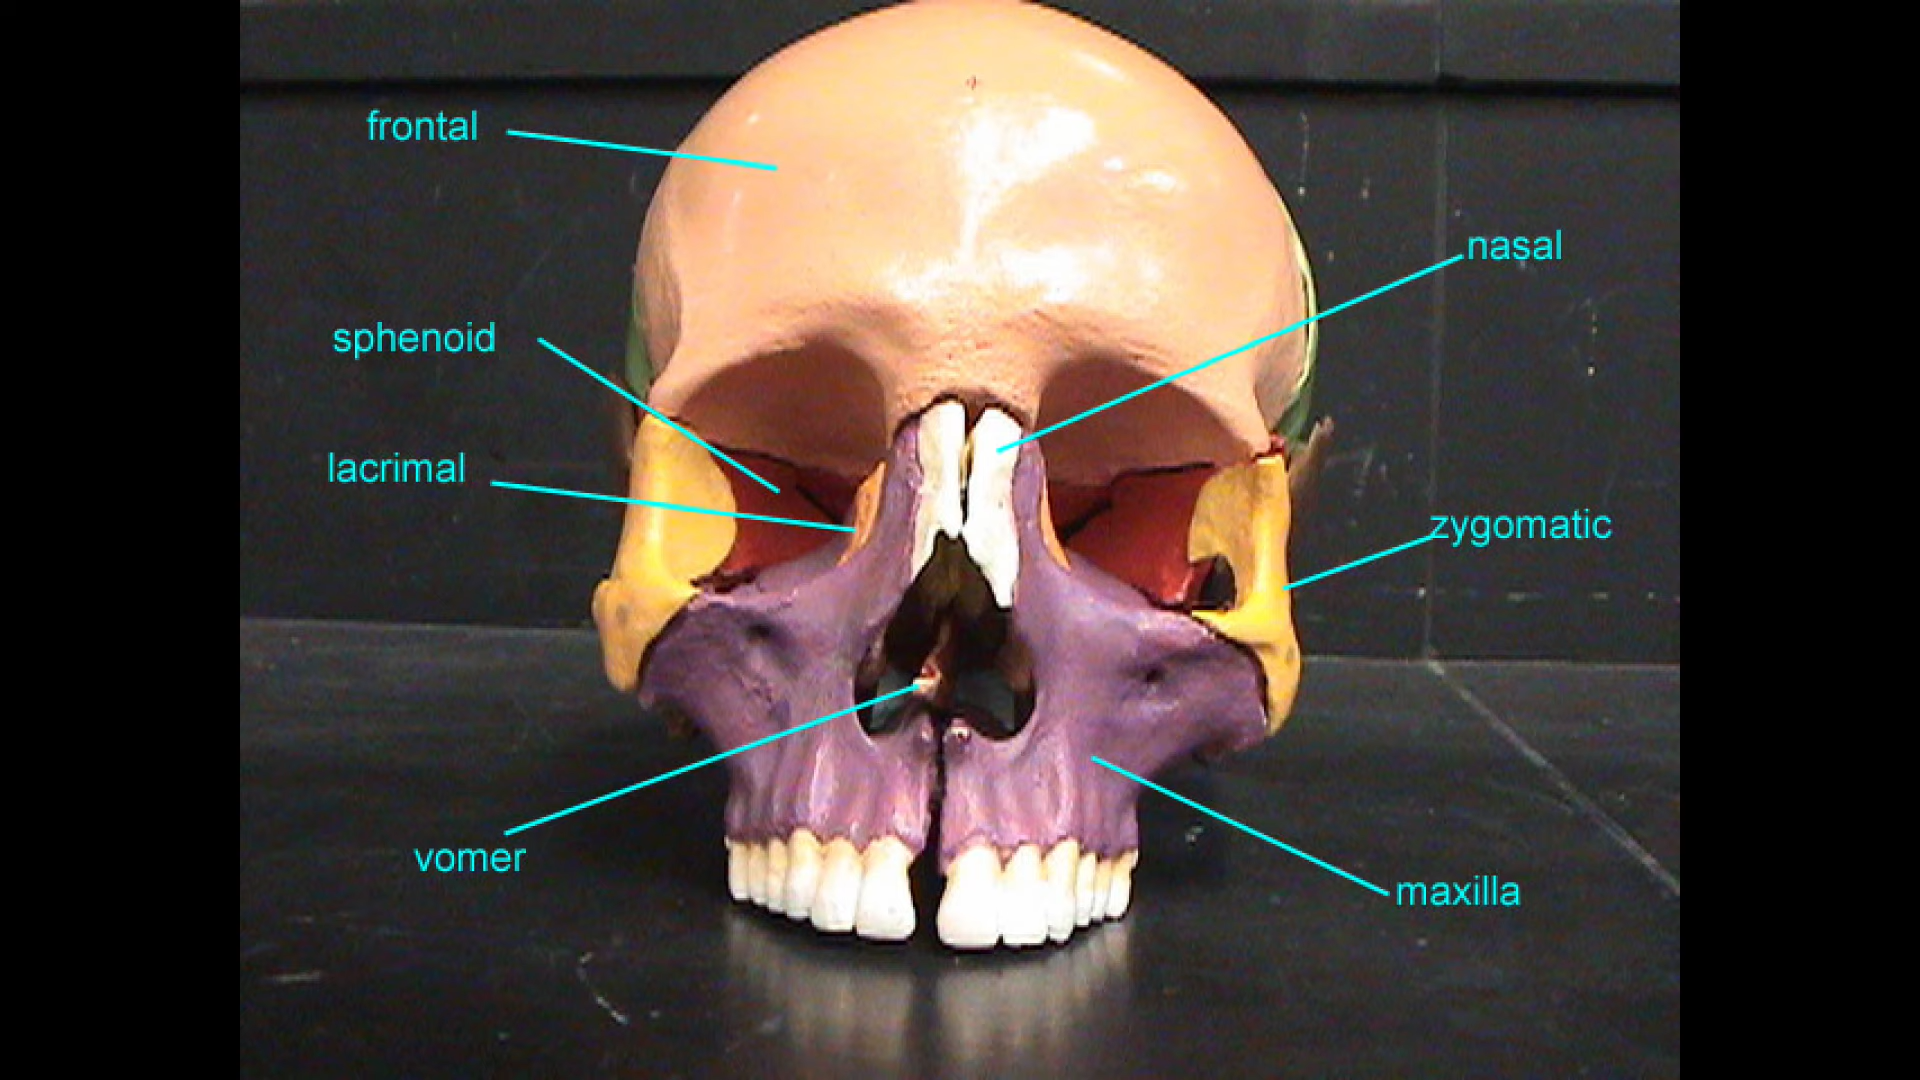 frontal
nasal
sphenoid
lacrimal
zygomatic
vomer
maxilla